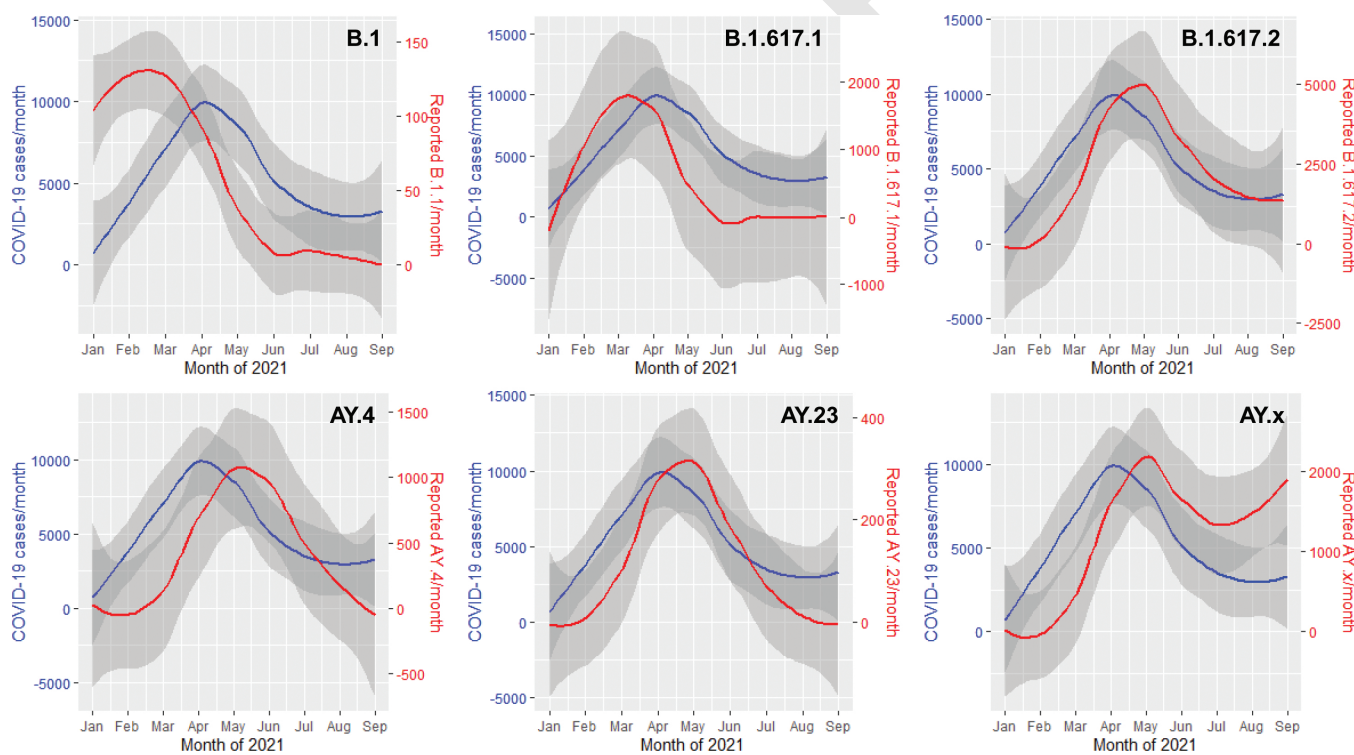 B.1
15000
10000
5000
0
COVID-19 cases/month
150
100
50
0
Reported B.1.1/month
Jan Feb Mar Apr May Jun Jul Aug Sep
Month of 2021
B.1.617.1
15000
10000
5000
0
-5000
COVID-19 cases/month
2000
1000
0
-1000
Reported B.1.617.1/month
Jan Feb Mar Apr May Jun Jul Aug Sep
Month of 2021
B.1.617.2
15000
10000
5000
0
-5000
COVID-19 cases/month
5000
2500
0
-2500
Reported B.1.617.2/month
Jan Feb Mar Apr May Jun Jul Aug Sep
Month of 2021
AY.4
10000
5000
0
-5000
COVID-19 cases/month
1500
1000
500
0
-500
Reported AY.4/month
Jan Feb Mar Apr May Jun Jul Aug Sep
Month of 2021
AY.23
15000
10000
5000
0
-5000
COVID-19 cases/month
400
200
0
Reported AY.23/month
Jan Feb Mar Apr May Jun Jul Aug Sep
Month of 2021
AY.x
10000
5000
0
COVID-19 cases/month
2000
1000
0
Reported AY.x/month
Jan Feb Mar Apr May Jun Jul Aug Sep
Month of 2021